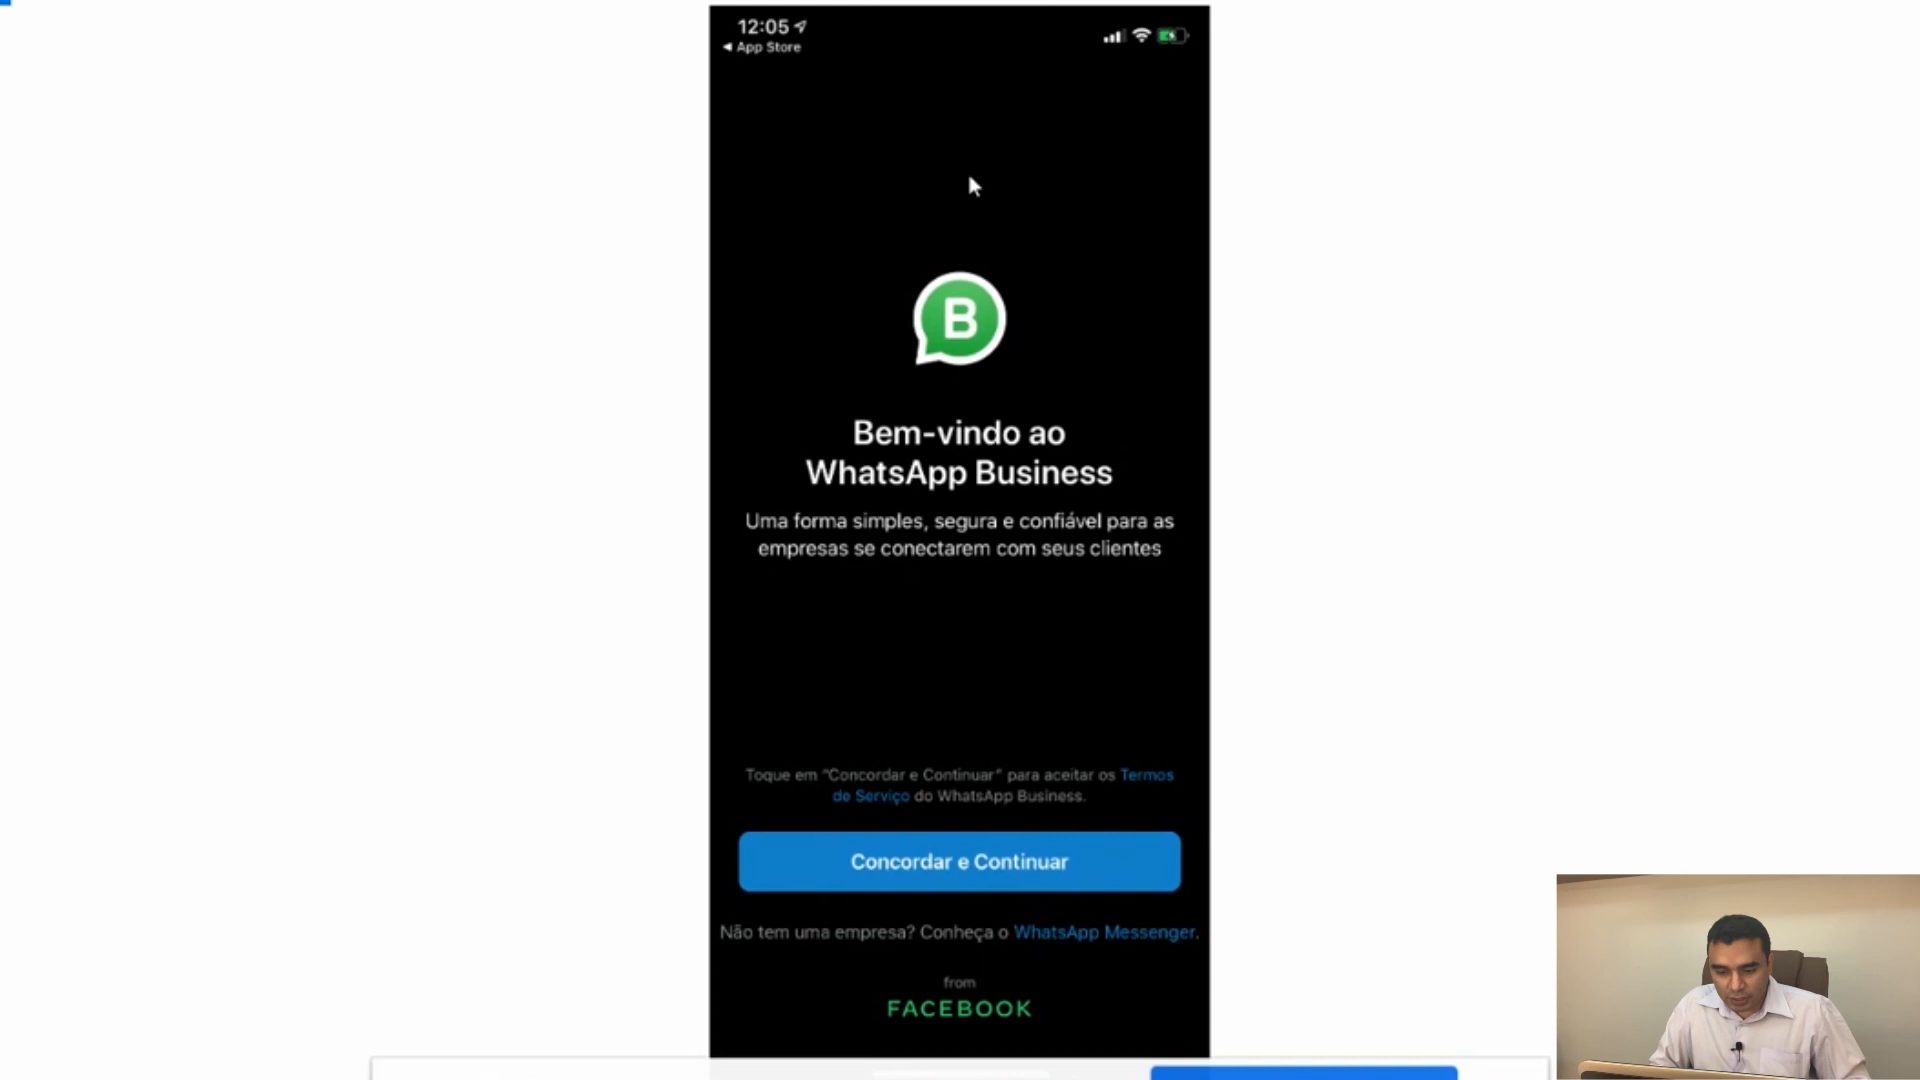 12:05
◀ App Store
B
Bem-vindo ao
WhatsApp Business
Uma forma simples, segura e confiável para as
empresas se conectarem com seus clientes
Toque em "Concordar e Continuar" para aceitar os Termos
de Serviço do WhatsApp Business.
Concordar e Continuar
Não tem uma empresa? Conheça o WhatsApp Messenger.
from
FACEBOOK